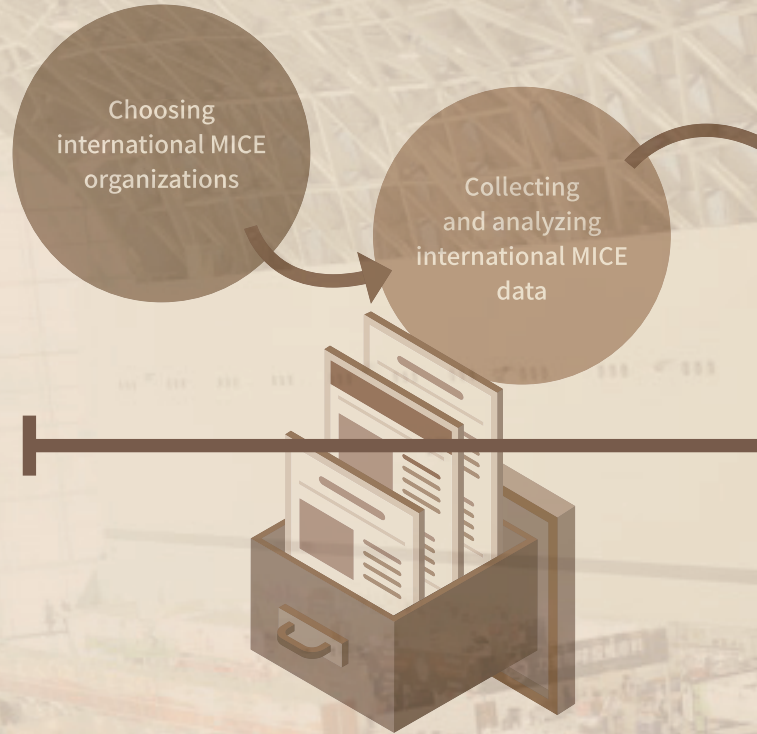 Choosing
international MICE
organizations
Collecting
and analyzing
international MICE
data